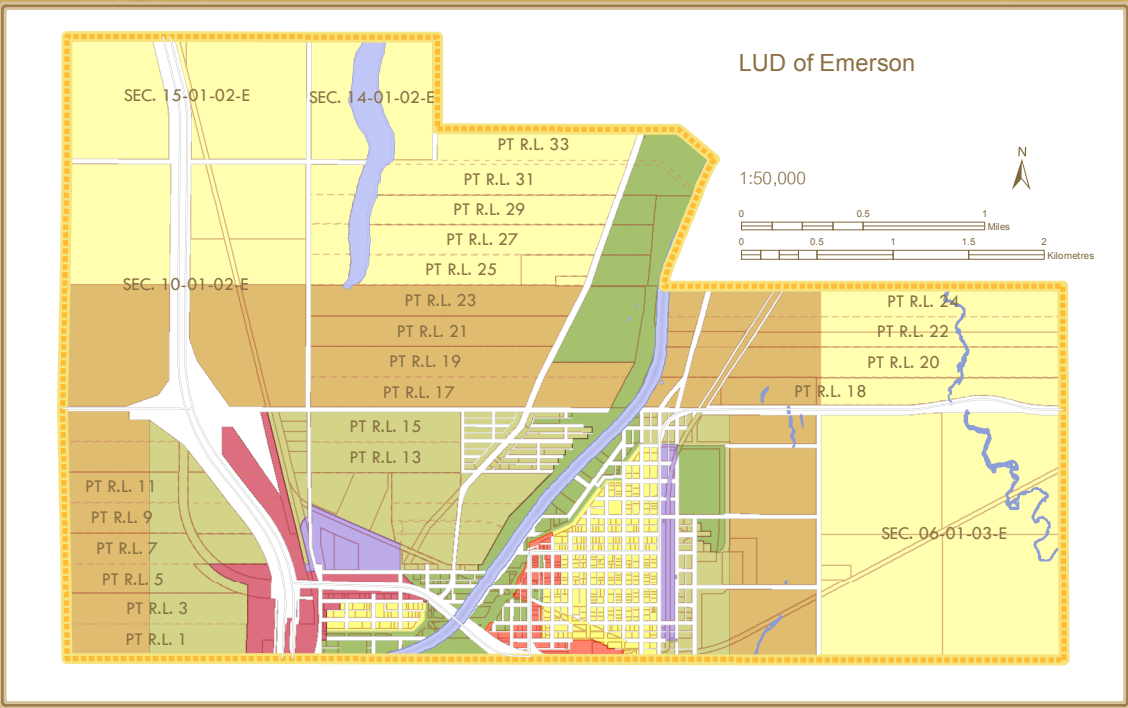 LUD of Emerson
SEC. 15-01-02-E
SEC. 14-01-02-E
PT R.L. 33
N
PT R.L. 31
1:50,000
PT R.L. 29
0 0.5 1
Miles
PT R.L. 27
0 0.5 1 1.5 2
Kilometres
PT R.L. 25
SEC. 10-01-02-E
PT R.L. 23
PT R.L. 24
PT R.L. 21
PT R.L. 22
PT R.L. 19
PT R.L. 20
PT R.L. 17
PT R.L. 18
PT R.L. 15
PT R.L. 13
PT R.L. 11
PT R.L. 9
SEC. 06-01-03-E
PT R.L. 7
PT R.L. 5
PT R.L. 3
PT R.L. 1